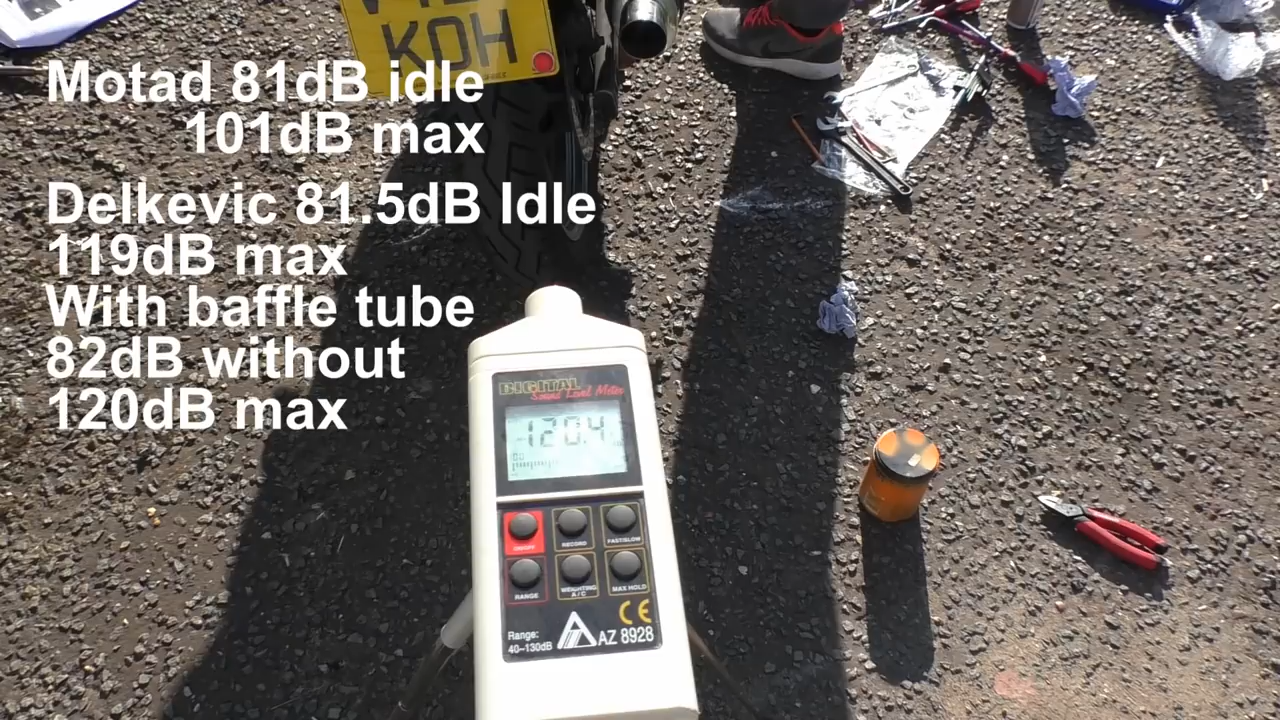 KOH
Motad 81dB idle
101dB max
Delkevic 81.5dB Idle
119dB max
With baffle tube
82dB without
120dB max
DIGITAL
Sound Level Meter
120.4
ON/OFF
RECORD
FAST/SLOW
RANGE
WEIGHTING
A/C
MAX HOLD
CE
Range:
40~130dB
AZ 8928